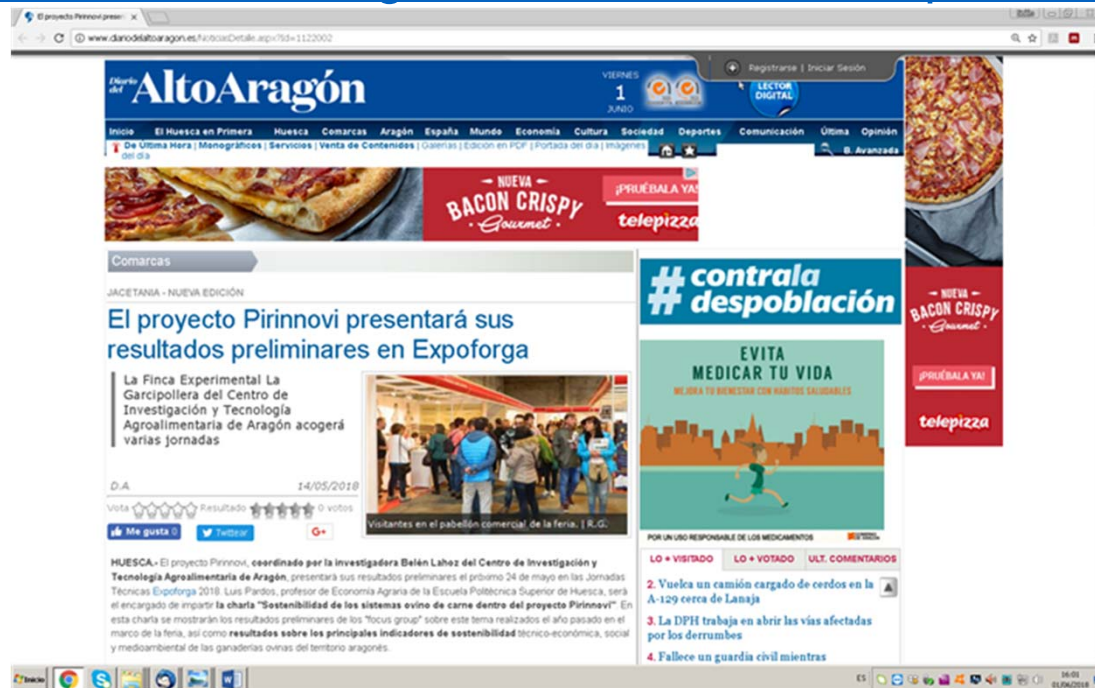 El proyecto Pirinnovi presen
www.diariodelaltoaragon.es/NoticiasDetalle.aspx?Id=1122002
Registrarse | Iniciar Sesión
Diario del AltoAragón
VIERNES
1
JUNIO
LECTOR
DIGITAL
Inicio El Huesca en Primera Huesca Comarcas Aragón España Mundo Economía Cultura Sociedad Deportes Comunicación Última Opinión
De Última Hora | Monográficos | Servicios | Venta de Contenidos | Galerías | Edición en PDF | Portada del día | Imágenes
del día
B. Avanzada
NUEVA
BACON CRISPY
Gourmet
¡PRUÉBALA YA!
telepizza
Comarcas
JACETANIA - NUEVA EDICIÓN
El proyecto Pirinnovi presentará sus
resultados preliminares en Expoforga
La Finca Experimental La
Garcipollera del Centro de
Investigación y Tecnología
Agroalimentaria de Aragón acogerá
varias jornadas
D.A. 14/05/2018
Vota Resultado 0 votos
Me gusta 0 Twittear G+
Visitantes en el pabellón comercial de la feria. | R.G.
HUESCA.- El proyecto Pirinnovi, coordinado por la investigadora Belén Lahoz del Centro de Investigación y
Tecnología Agroalimentaria de Aragón, presentará sus resultados preliminares el próximo 24 de mayo en las Jornadas
Técnicas Expoforga 2018. Luis Pardos, profesor de Economía Agraria de la Escuela Politécnica Superior de Huesca, será
el encargado de impartir la charla "Sostenibilidad de los sistemas ovino de carne dentro del proyecto Pirinnovi". En
esta charla se mostrarán los resultados preliminares de los "focus group" sobre este tema realizados el año pasado en el
marco de la feria, así como resultados sobre los principales indicadores de sostenibilidad técnico-económica, social
y medioambiental de las ganaderías ovinas del territorio aragonés.
# contrala
despoblación
EVITA
MEDICAR TU VIDA
MEJORA TU BIENESTAR CON HÁBITOS SALUDABLES
POR UN USO RESPONSABLE DE LOS MEDICAMENTOS
LO + VISITADO LO + VOTADO ULT. COMENTARIOS
2. Vuelca un camión cargado de cerdos en la
A-129 cerca de
Lanaja
3. La DPH trabaja en abrir las vías afectadas
por los derrumbes
4. Fallece un guardia civil mientras
NUEVA
BACON CRISPY
Gourmet
¡PRUÉBALA YA!
telepizza
Inicio
ES
16:01
01/06/2018